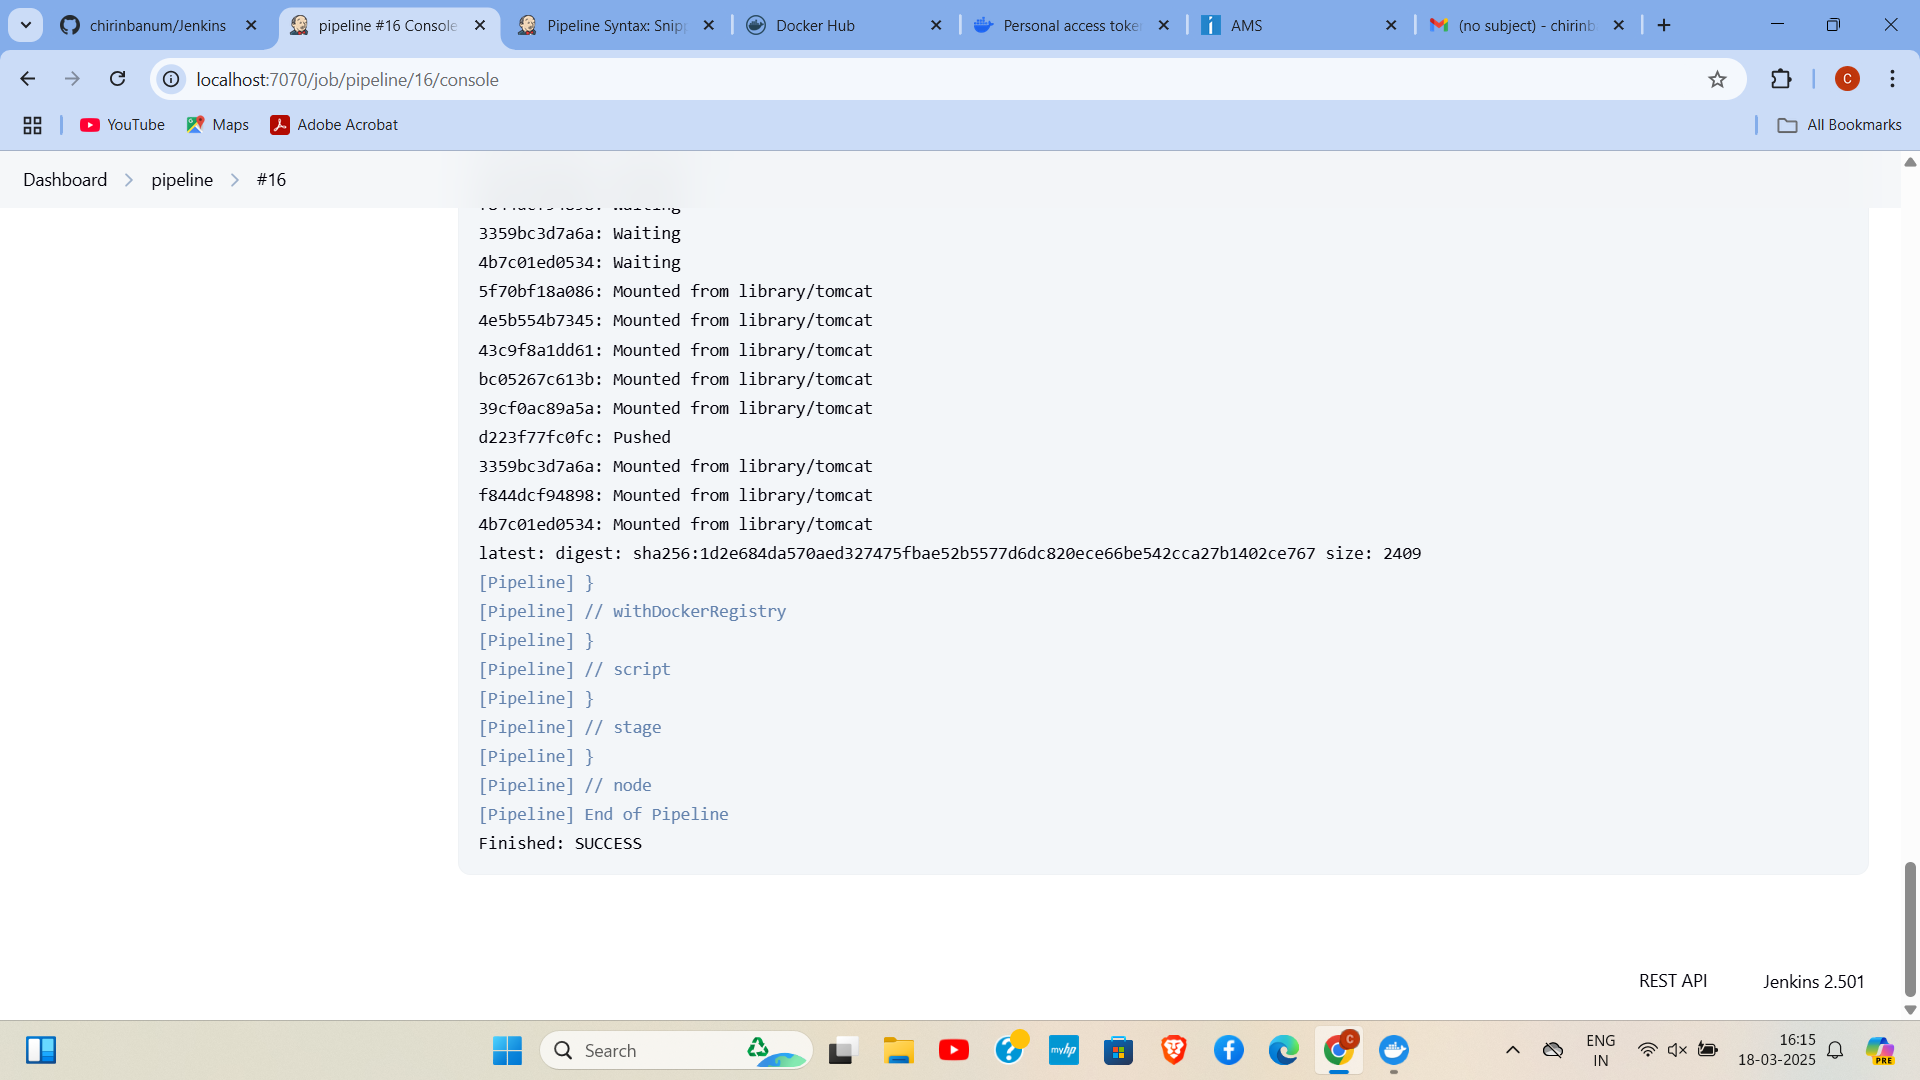 chirinbanum/Jenkins
pipeline #16 Console
Pipeline Syntax: Snip
Docker Hub
Personal access toke
AMS
(no subject) - chirinb
localhost:7070/job/pipeline/16/console
C
YouTube
Maps
Adobe Acrobat
All Bookmarks
Dashboard
pipeline
#16
3359bc3d7a6a: Waiting
4b7c01ed0534: Waiting
5f70bf18a086: Mounted from library/tomcat
4e5b554b7345: Mounted from library/tomcat
43c9f8a1dd61: Mounted from library/tomcat
bc05267c613b: Mounted from library/tomcat
39cf0ac89a5a: Mounted from library/tomcat
d223f77fc0fc: Pushed
3359bc3d7a6a: Mounted from library/tomcat
f844dcf94898: Mounted from library/tomcat
4b7c01ed0534: Mounted from library/tomcat
latest: digest: sha256:1d2e684da570aed327475fbae52b5577d6dc820ece66be542cca27b1402ce767 size: 2409
[Pipeline] }
[Pipeline] // withDockerRegistry
[Pipeline] }
[Pipeline] // script
[Pipeline] }
[Pipeline] // stage
[Pipeline] }
[Pipeline] // node
[Pipeline] End of Pipeline
Finished: SUCCESS
REST API
Jenkins 2.501
Search
myhp
C
ENG
IN
16:15
18-03-2025
PRE